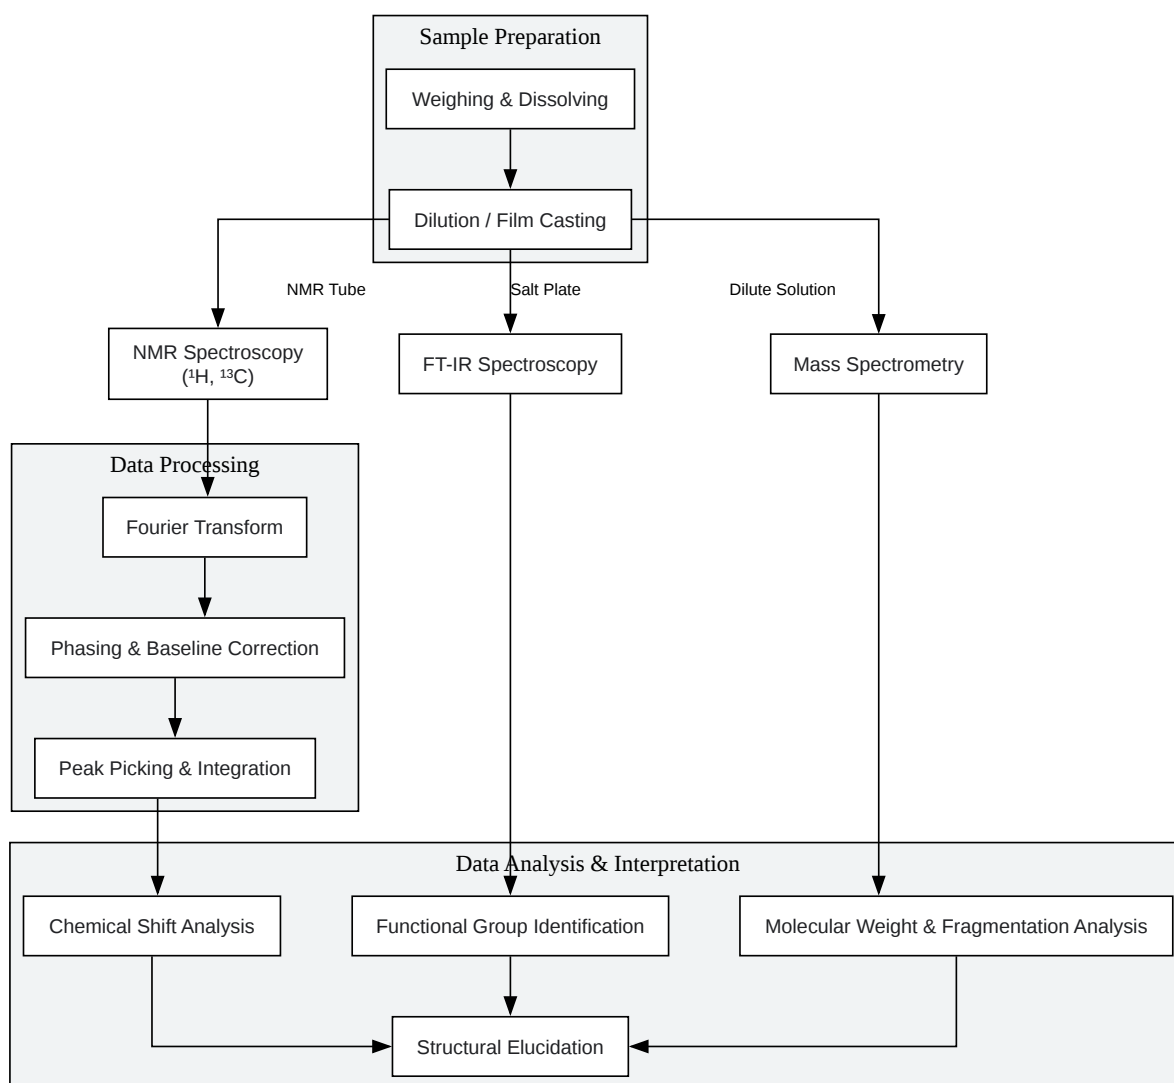 Sample Preparation
Weighing & Dissolving
Dilution / Film Casting
NMR Tube
Salt Plate
Dilute Solution
NMR Spectroscopy
(¹H, ¹³C)
FT-IR Spectroscopy
Mass Spectrometry
Data Processing
Fourier Transform
Phasing & Baseline Correction
Peak Picking & Integration
Data Analysis & Interpretation
Chemical Shift Analysis
Functional Group Identification
Molecular Weight & Fragmentation Analysis
Structural Elucidation